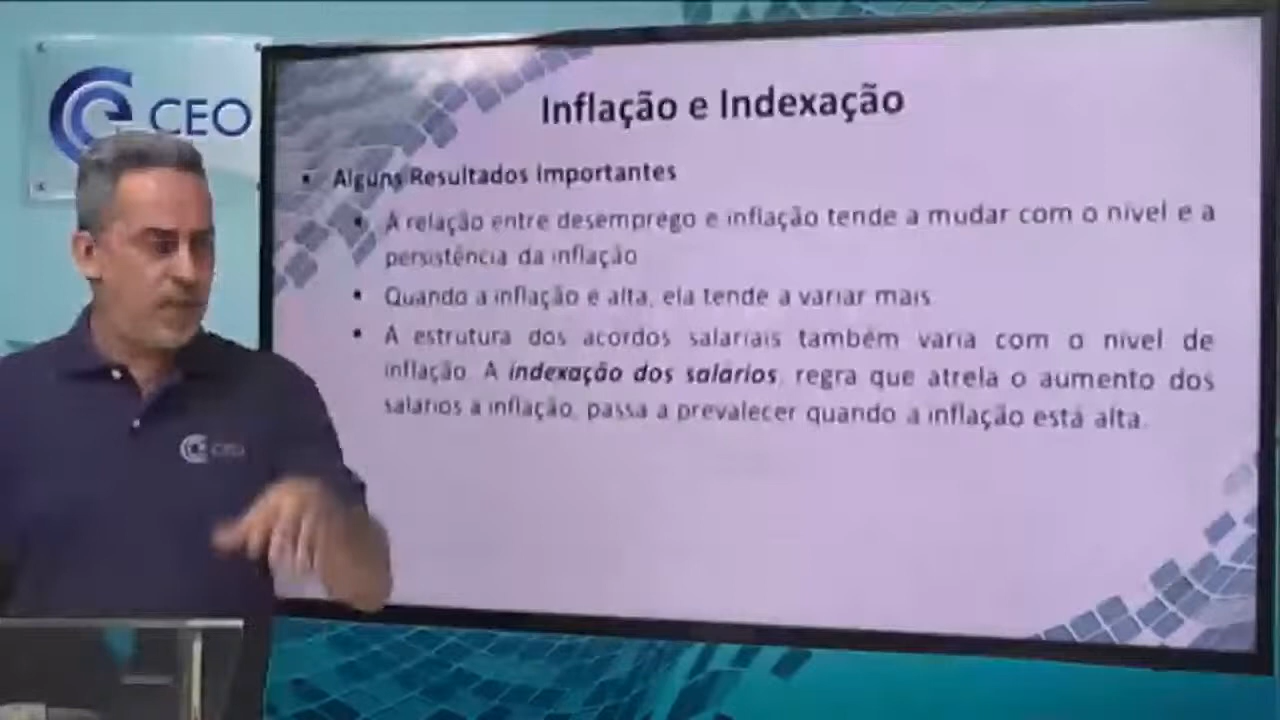 CEO
Inflação e Indexação
• Alguns Resultados Importantes
• A relação entre desemprego e inflação tende a mudar com o nível e a
persistência da inflação
• Quando a inflação é alta, ela tende a variar mais
• A estrutura dos acordos salariais também varia com o nível de
inflação. A indexação dos salários, regra que atrela o aumento dos
salários à inflação, passa a prevalecer quando a inflação está alta.
CEO